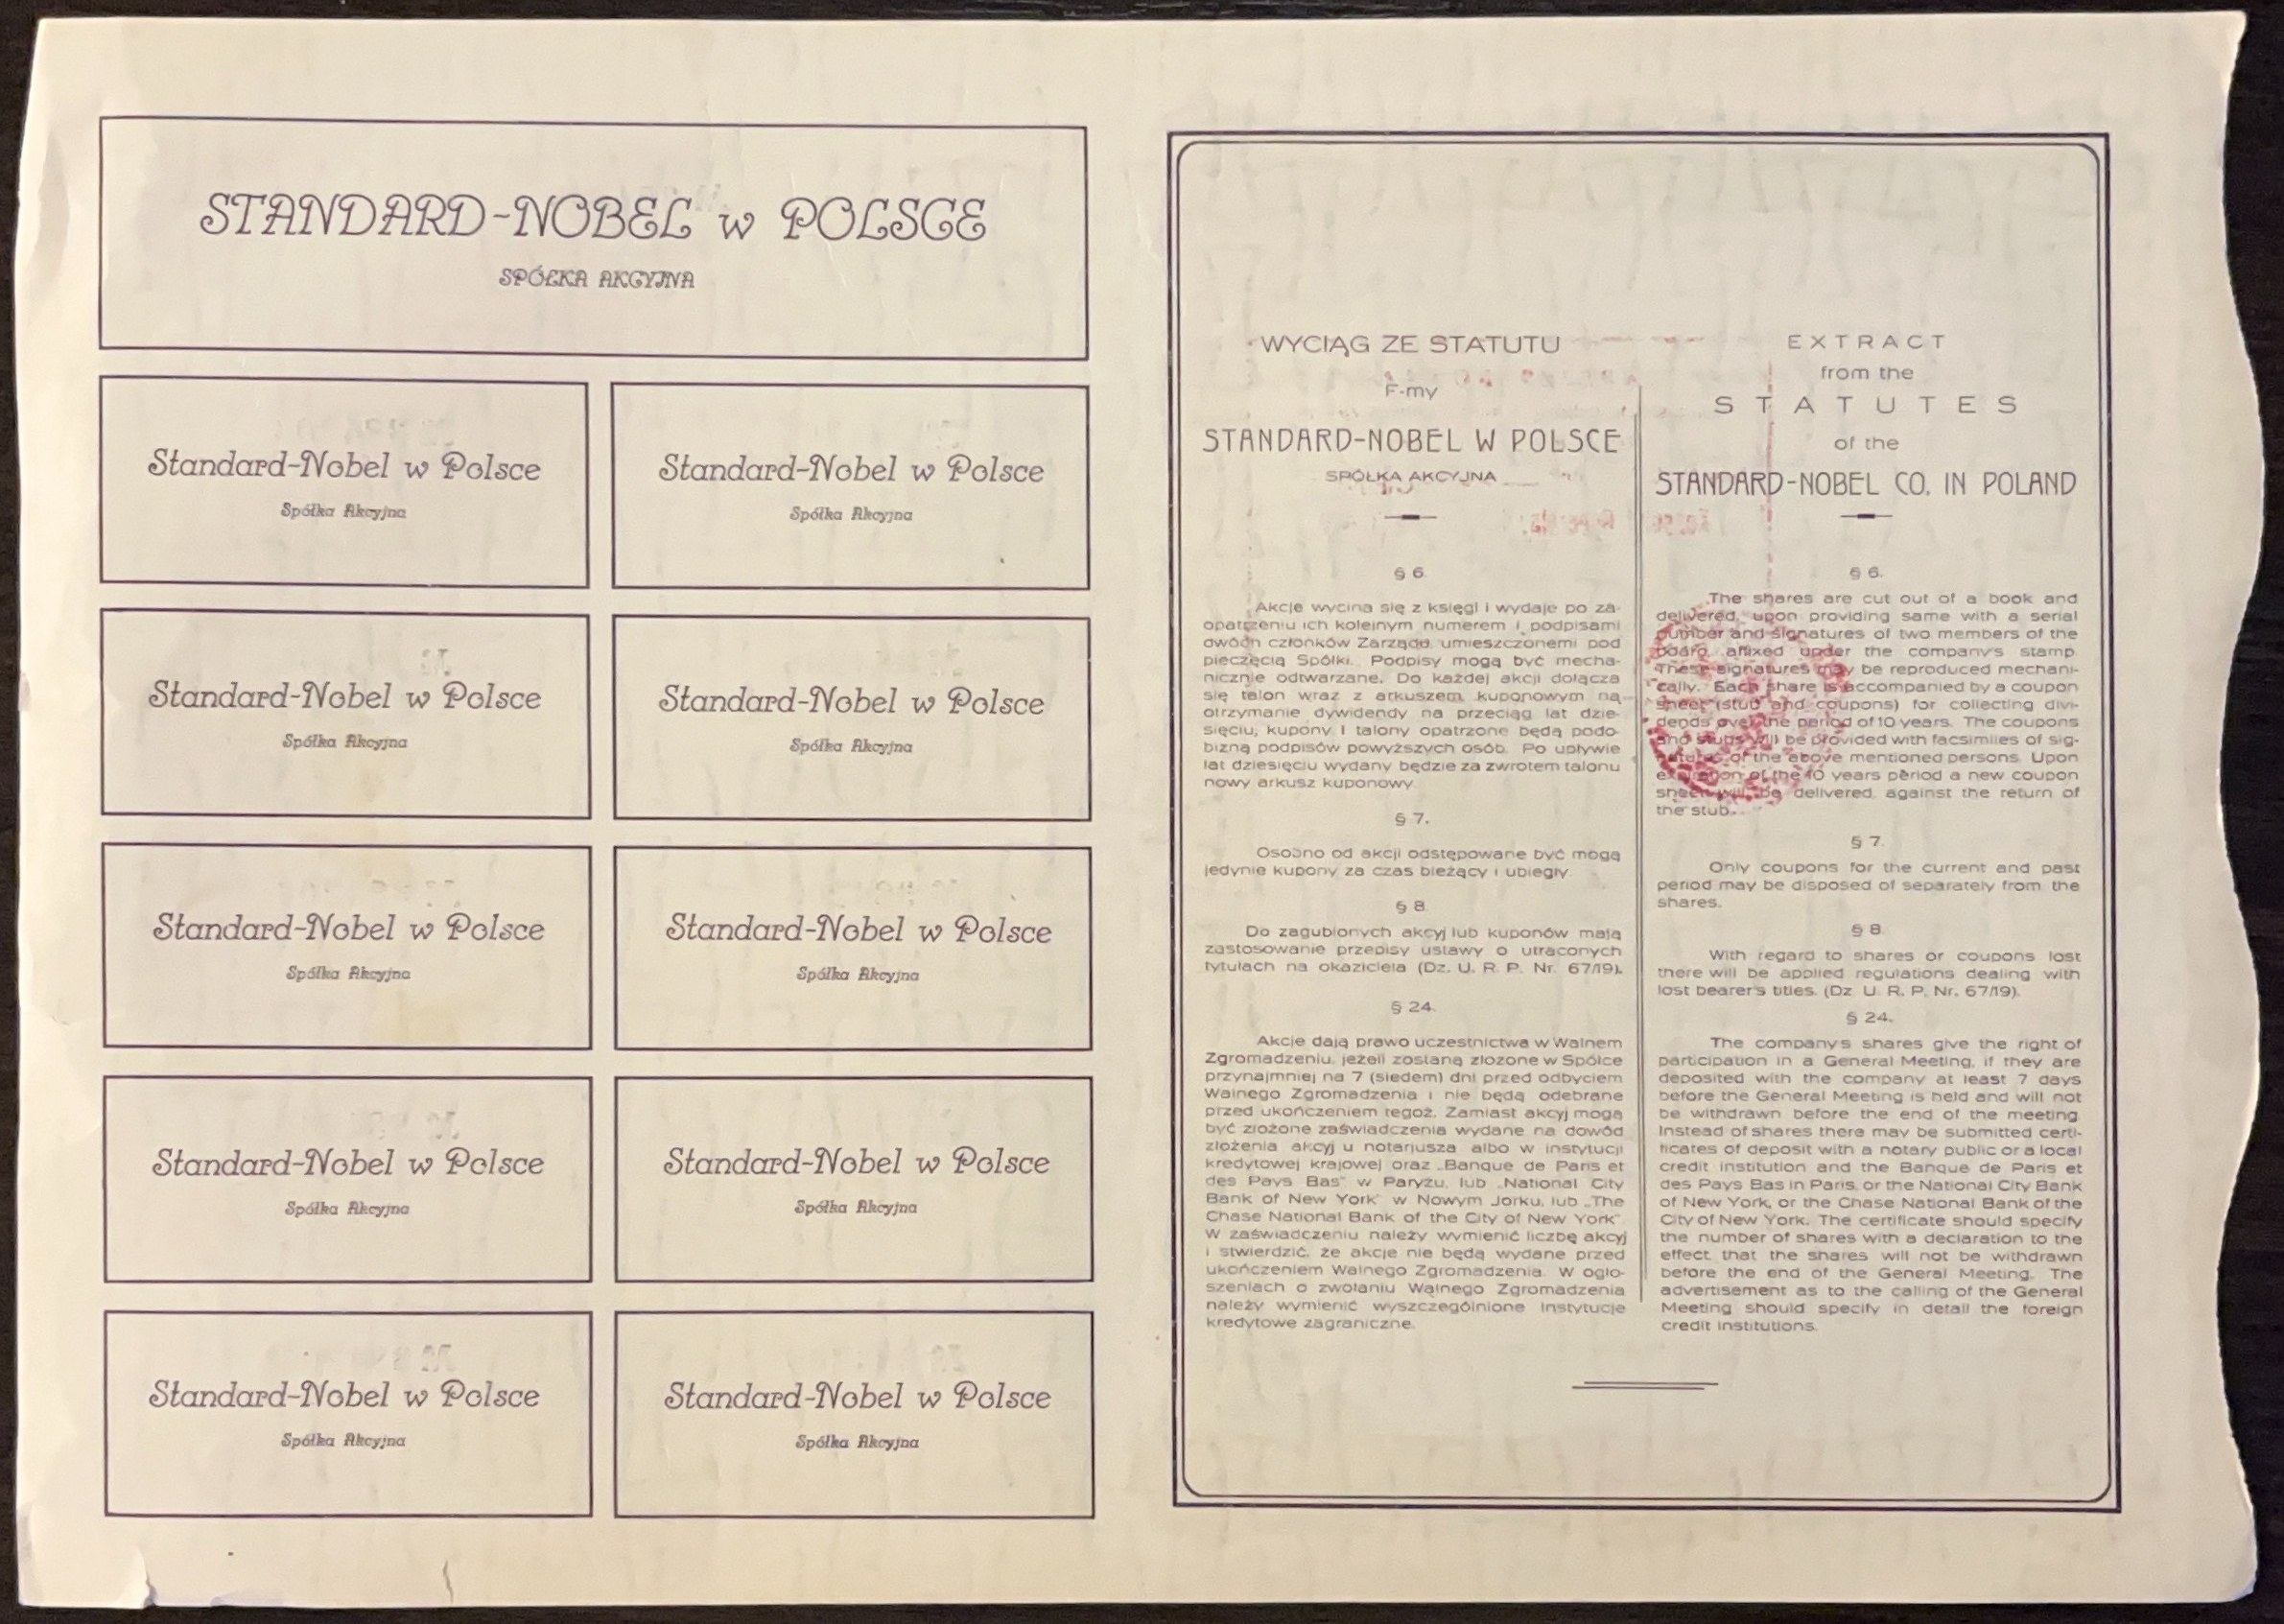 STANDARD-NOBEL w POLSCE
SPÓŁKA AKCYJNA
Standard-Nobel w Polsce
Spółka Akcyjna
Standard-Nobel w Polsce
Spółka Akcyjna
Standard-Nobel w Polsce
Spółka Akcyjna
Standard-Nobel w Polsce
Spółka Akcyjna
Standard-Nobel w Polsce
Spółka Akcyjna
Standard-Nobel w Polsce
Spółka Akcyjna
Standard-Nobel w Polsce
Spółka Akcyjna
Standard-Nobel w Polsce
Spółka Akcyjna
Standard-Nobel w Polsce
Spółka Akcyjna
Standard-Nobel w Polsce
Spółka Akcyjna
WYCIĄG ZE STATUTU
F-my
STANDARD-NOBEL W POLSCE
SPÓŁKA AKCYJNA
§ 6.
Akcje wycina się z księgi i wydaje po za-
opatrzeniu ich kolejnym numerem i podpisami
dwóch członków Zarządu, umieszczonemi pod
pieczęcią Spółki. Podpisy mogą być mecha-
nicznie odtwarzane. Do każdej akcji dołącza
się talon wraz z arkuszem kuponowym na
otrzymanie dywidendy na przeciąg lat dzie-
sięciu; kupony i talony opatrzone będą podo-
bizną podpisów powyższych osób. Po upływie
lat dziesięciu wydany będzie za zwrotem talonu
nowy arkusz kuponowy.
§ 7.
Osobno od akcji odstępowane być mogą
jedynie kupony za czas bieżący i ubiegły.
§ 8.
Do zagubionych akcyj lub kuponów mają
zastosowanie przepisy ustawy o utraconych
tytułach na okaziciela (Dz. U. R. P. Nr. 67/19).
§ 24.
Akcje dają prawo uczestnictwa w Walnem
Zgromadzeniu, jeżeli zostaną złożone w Spółce
przynajmniej na 7 (siedem) dni przed odbyciem
Walnego Zgromadzenia i nie będą odebrane
przed ukończeniem tegoż. Zamiast akcyj mogą
być złożone zaświadczenia wydane na dowód
złożenia akcyj u notarjusza albo w instytucji
kredytowej krajowej oraz „Banque de Paris et
des Pays Bas" w Paryżu, lub „National City
Bank of New York" w Nowym Jorku, lub „The
Chase National Bank of the City of New York".
W zaświadczeniu należy wymienić liczbę akcyj
i stwierdzić, że akcje nie będą wydane przed
ukończeniem Walnego Zgromadzenia. W ogło-
szeniach o zwołaniu Walnego Zgromadzenia
należy wymienić wyszczególnione instytucje
kredytowe zagraniczne.
EXTRACT
from the
STATUTES
of the
STANDARD-NOBEL CO. IN POLAND
§ 6.
The shares are cut out of a book and
delivered, upon providing same with a serial
number and signatures of two members of the
board, affixed under the company's stamp.
These signatures may be reproduced mechani-
cally. Each share is accompanied by a coupon
sheet (stub and coupons) for collecting divi-
dends over the period of 10 years. The coupons
and stubs will be provided with facsimiles of sig-
natures of the above mentioned persons. Upon
expiration of the 10 years period a new coupon
sheet will be delivered, against the return of
the stub.
§ 7.
Only coupons for the current and past
period may be disposed of separately from the
shares.
§ 8.
With regard to shares or coupons lost
there will be applied regulations dealing with
lost bearer's titles. (Dz. U. R. P. Nr. 67/19).
§ 24.
The company's shares give the right of
participation in a General Meeting, if they are
deposited with the company at least 7 days
before the General Meeting is held and will not
be withdrawn before the end of the meeting.
Instead of shares there may be submitted certi-
ficates of deposit with a notary public or a local
credit institution and the Banque de Paris et
des Pays Bas in Paris, or the National City Bank
of New York, or the Chase National Bank of the
City of New York. The certificate should specify
the number of shares with a declaration to the
effect, that the shares will not be withdrawn
before the end of the General Meeting. The
advertisement as to the calling of the General
Meeting should specify in detail the foreign
credit institutions.